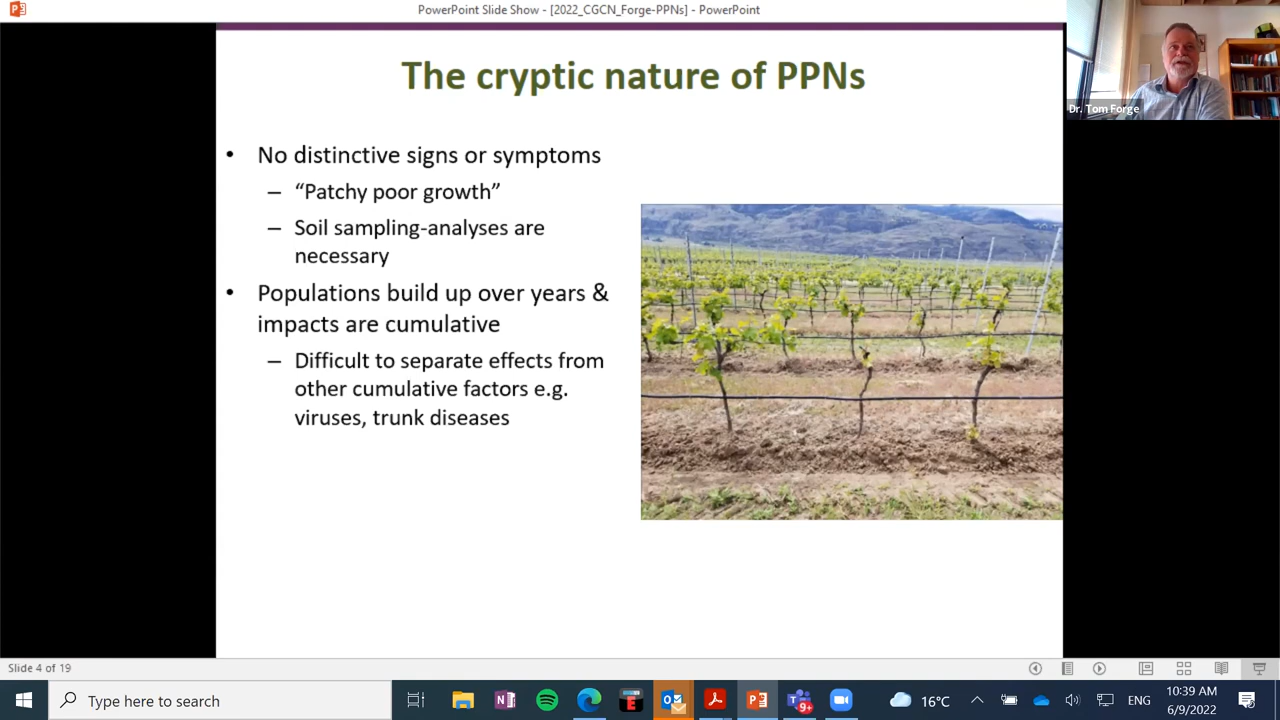 PowerPoint Slide Show - [2022_CGCN_Forge-PPNs] - PowerPoint
The cryptic nature of PPNs
• No distinctive signs or symptoms
– “Patchy poor growth”
– Soil sampling-analyses are
necessary
• Populations build up over years &
impacts are cumulative
– Difficult to separate effects from
other cumulative factors e.g.
viruses, trunk diseases
Dr. Tom Forge
Slide 4 of 19
Type here to search
9+
16°C
ENG
10:39 AM
6/9/2022